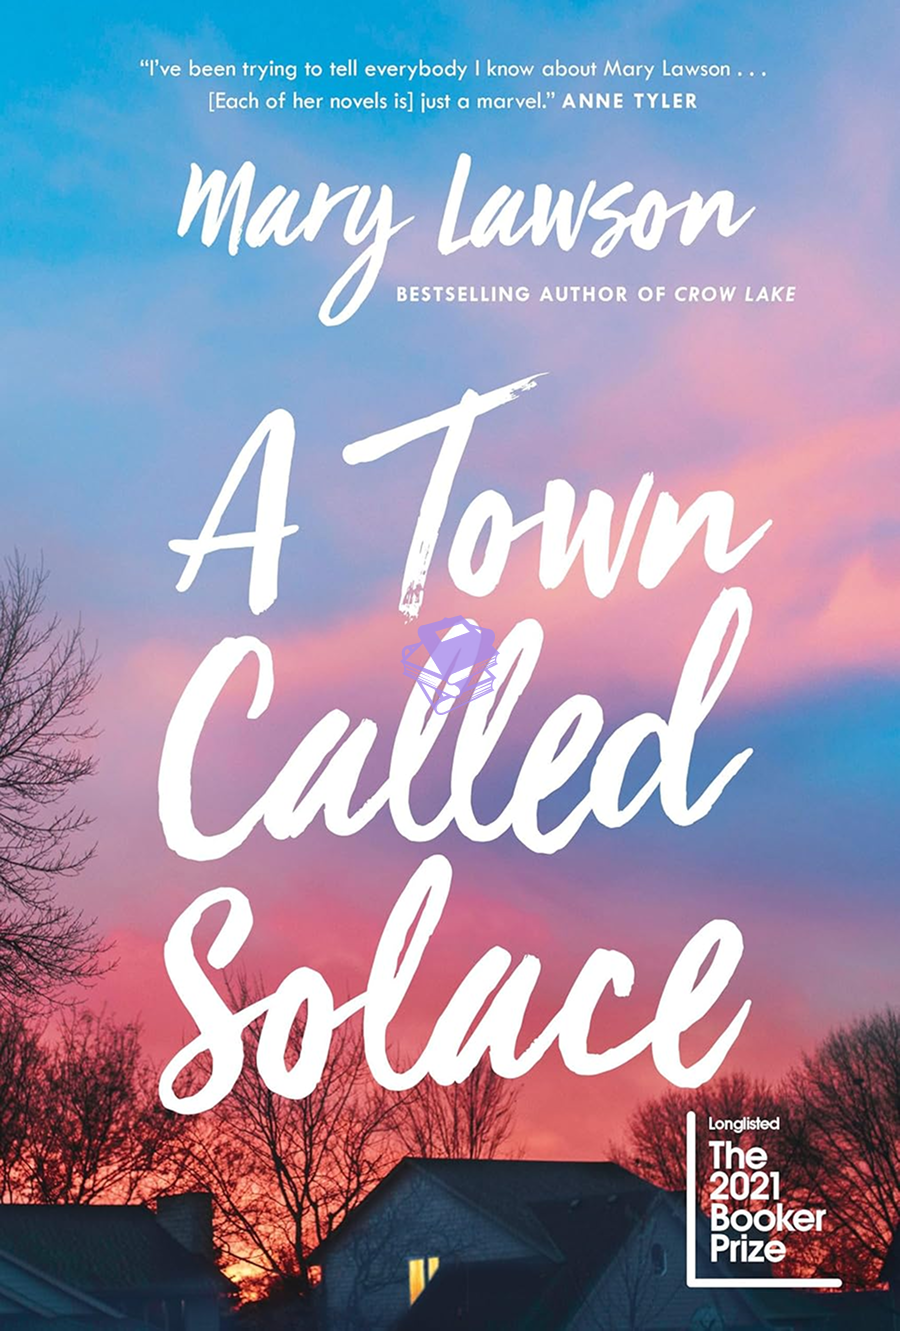 “I’ve been trying to tell everybody I know about Mary Lawson . . .
[Each of her novels is] just a marvel.” ANNE TYLER
Mary Lawson
BESTSELLING AUTHOR OF CROW LAKE
A Town
Called
Solace
Longlisted
The
2021
Booker
Prize